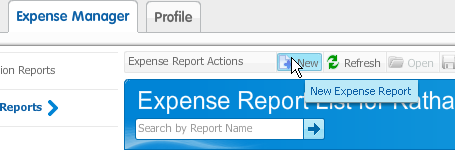 Expense Manager Profile
ion Reports
Expense Report Actions New Refresh Open
New Expense Report
Reports
Expense Report List for Katha
Search by Report Name